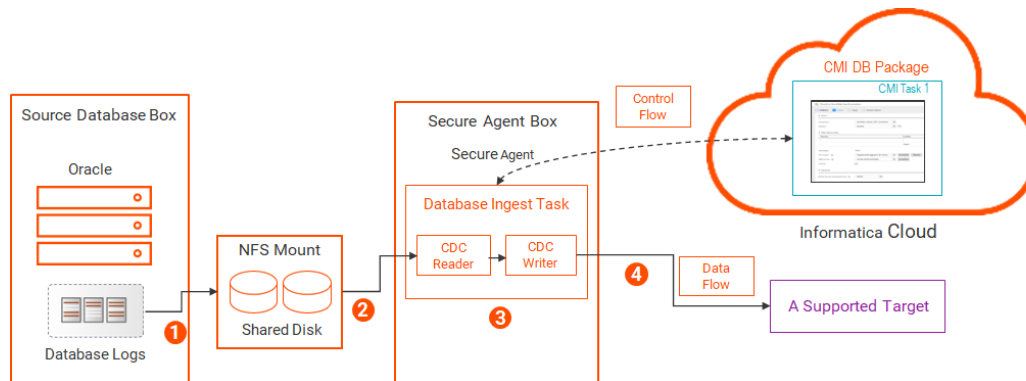 CMI DB Package
CMI Task 1
Informatica Cloud
Control
Flow
Source Database Box
Oracle
Database Logs
1
NFS Mount
Shared Disk
2
Secure Agent Box
Secure Agent
Database Ingest Task
CDC
Reader
CDC
Writer
3
4
Data
Flow
A Supported Target